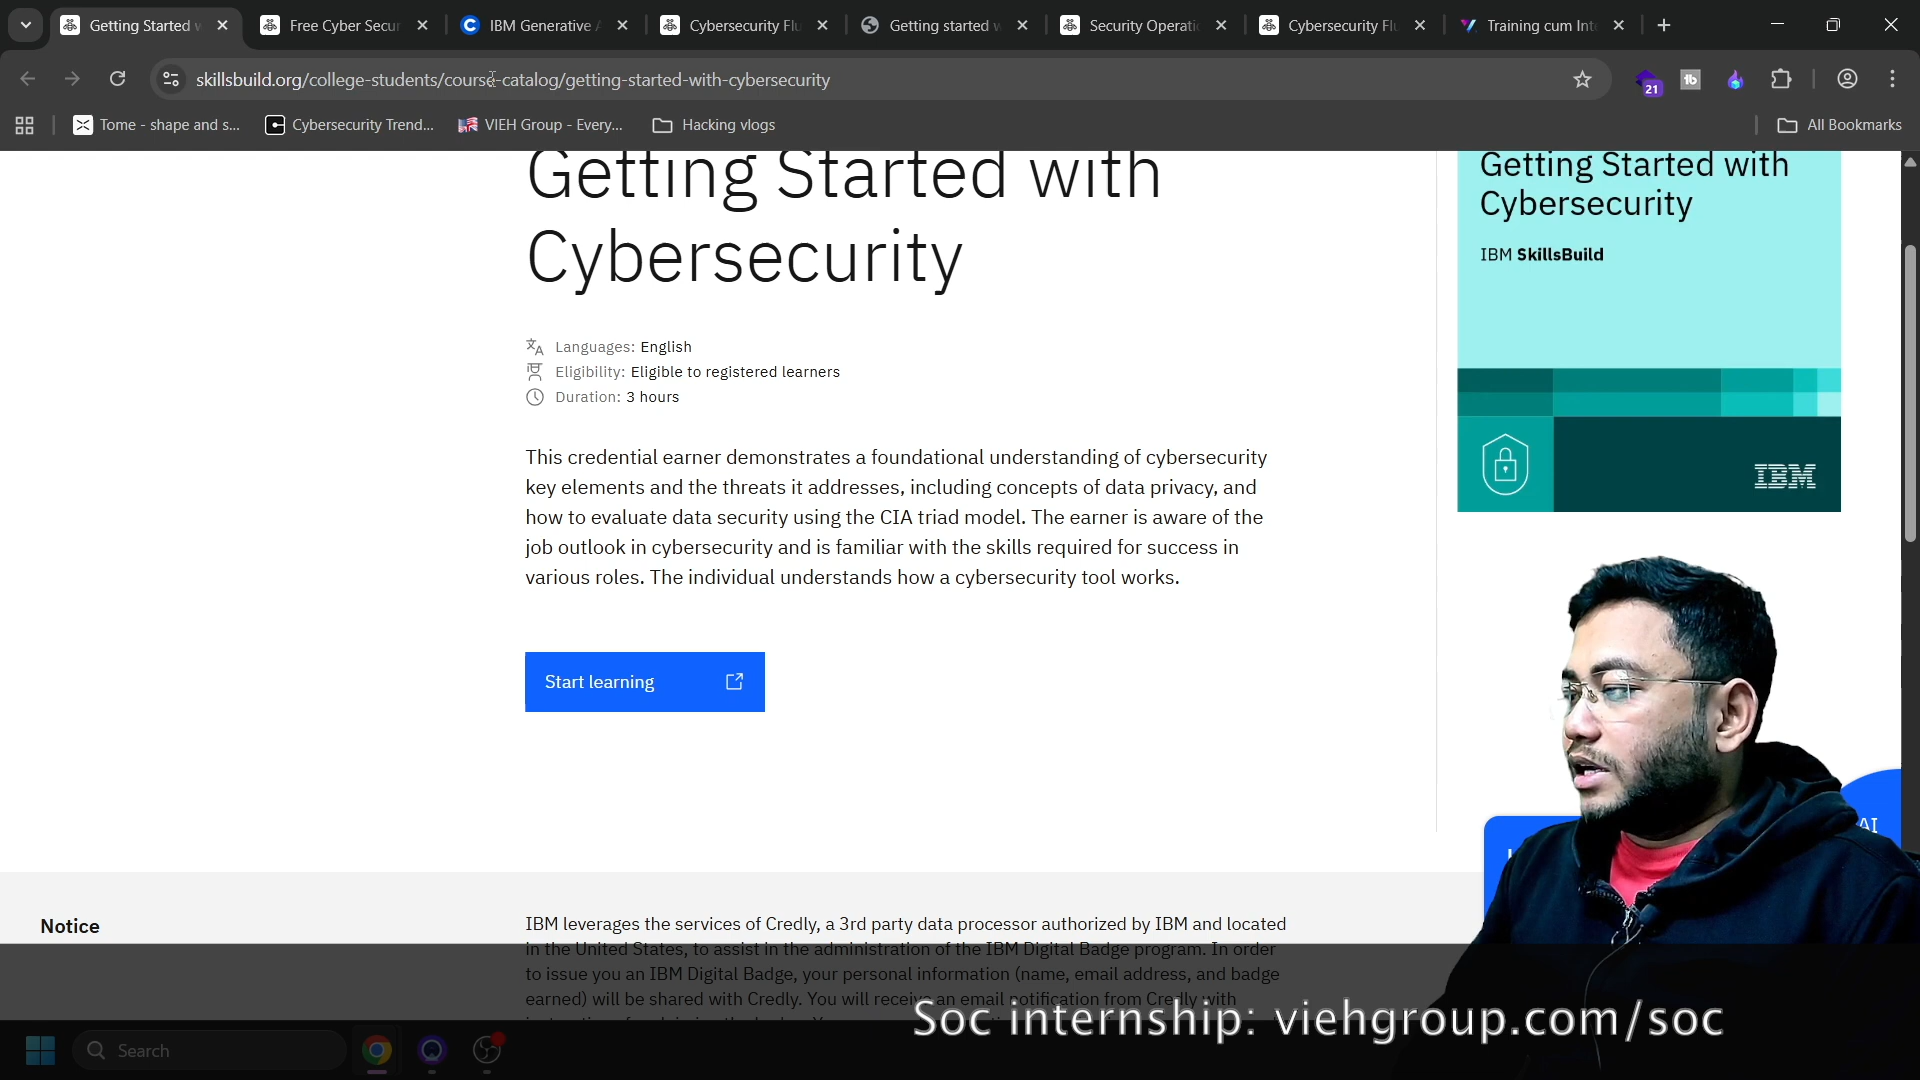 Getting Started w
Free Cyber Secur
IBM Generative A
Cybersecurity Flu
Getting started w
Security Operatio
Cybersecurity Flu
Training cum Inte
skillsbuild.org/college-students/course-catalog/getting-started-with-cybersecurity
21
Tome - shape and s...
Cybersecurity Trend...
VIEH Group - Every...
Hacking vlogs
All Bookmarks
Getting Started with
Cybersecurity
Languages: English
Eligibility: Eligible to registered learners
Duration: 3 hours
This credential earner demonstrates a foundational understanding of cybersecurity
key elements and the threats it addresses, including concepts of data privacy, and
how to evaluate data security using the CIA triad model. The earner is aware of the
job outlook in cybersecurity and is familiar with the skills required for success in
various roles. The individual understands how a cybersecurity tool works.
Start learning
Getting Started with
Cybersecurity
IBM SkillsBuild
IBM
AI
Notice
IBM leverages the services of Credly, a 3rd party data processor authorized by IBM and located
in the United States, to assist in the administration of the IBM Digital Badge program. In order
to issue you an IBM Digital Badge, your personal information (name, email address, and badge
earned) will be shared with Credly. You will receive an email notification from Credly with
Soc internship: viehgroup.com/soc
Search